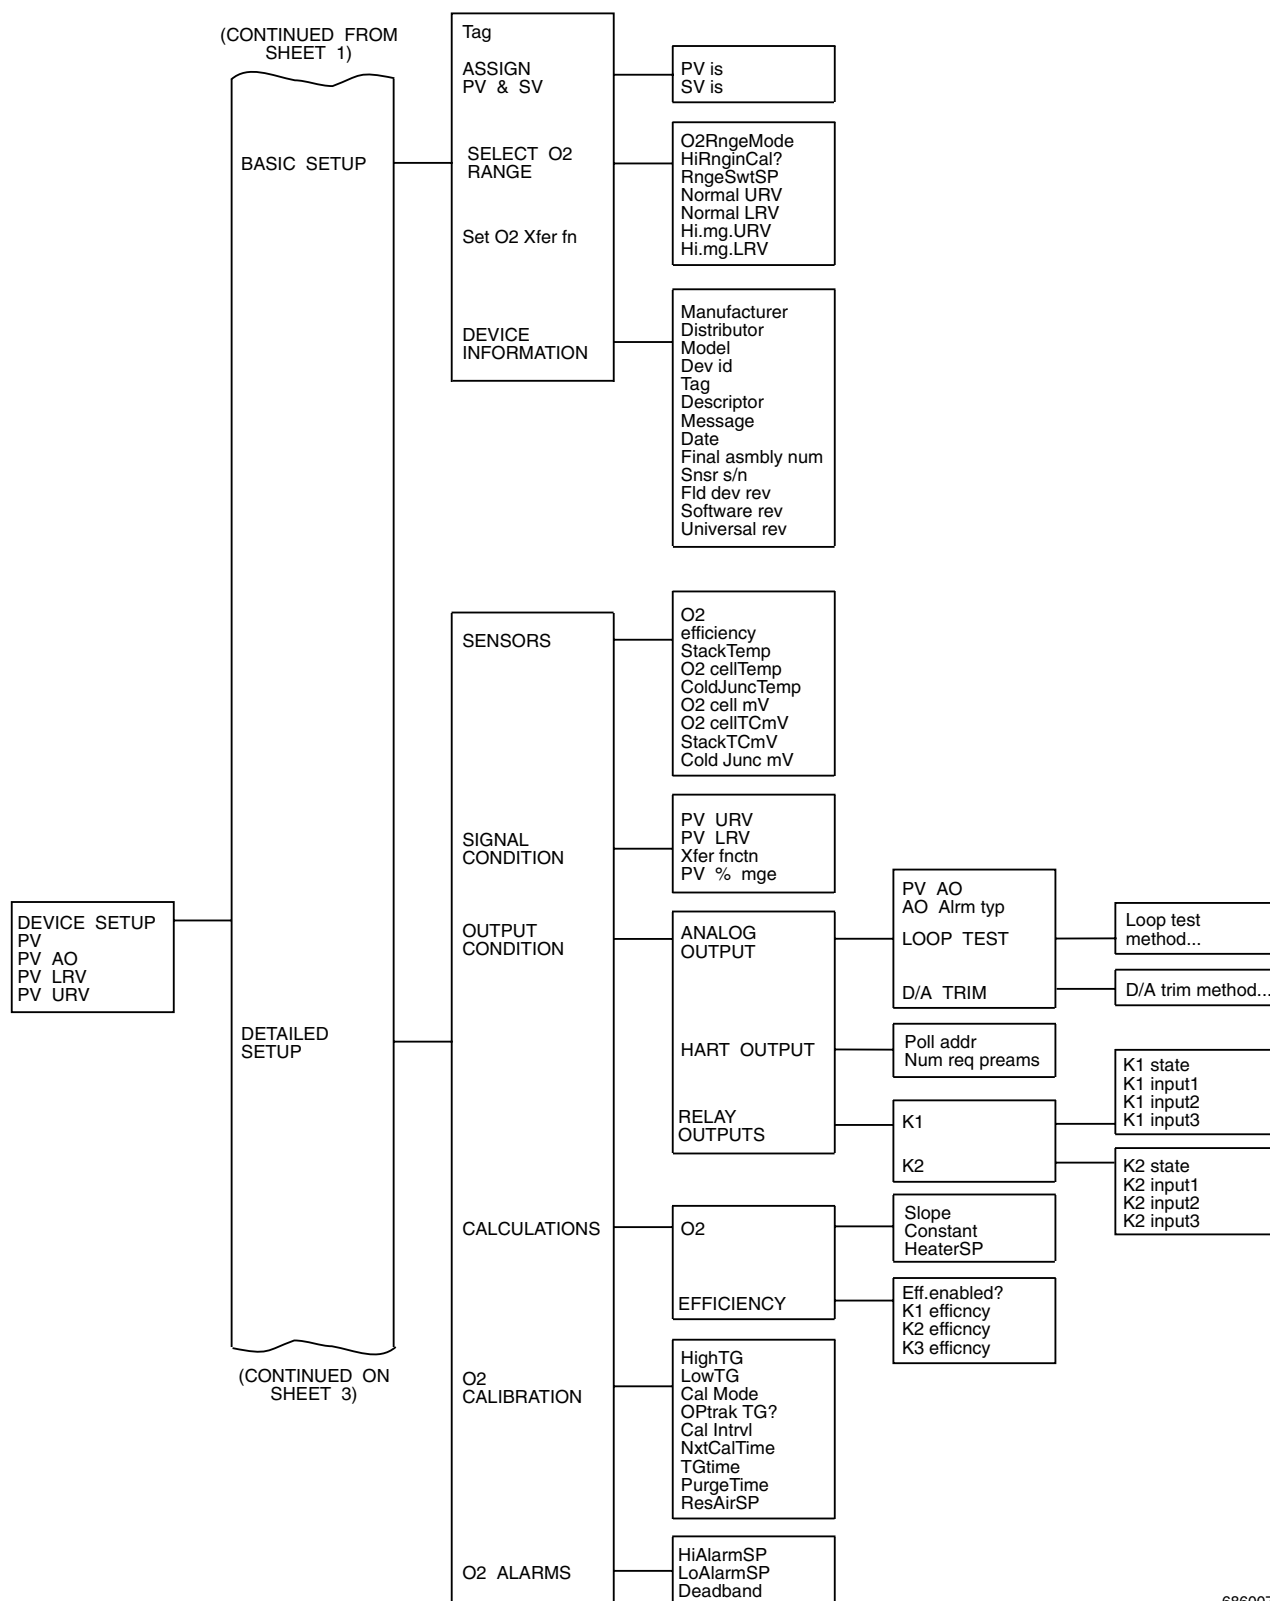 (CONTINUED FROM
SHEET 1)
BASIC SETUP
Tag
ASSIGN
PV & SV
SELECT O2
RANGE
Set O2 Xfer fn
DEVICE
INFORMATION
PV is
SV is
O2RngeMode
HiRnginCal?
RngeSwtSP
Normal URV
Normal LRV
Hi.mg.URV
Hi.mg.LRV
Manufacturer
Distributor
Model
Dev id
Tag
Descriptor
Message
Date
Final asmbly num
Snsr s/n
Fld dev rev
Software rev
Universal rev
DEVICE SETUP
PV
PV AO
PV LRV
PV URV
DETAILED
SETUP
(CONTINUED ON
SHEET 3)
SENSORS
O2
efficiency
StackTemp
O2 cellTemp
ColdJuncTemp
O2 cell mV
O2 cellTCmV
StackTCmV
Cold Junc mV
SIGNAL
CONDITION
PV URV
PV LRV
Xfer fnctn
PV % mge
OUTPUT
CONDITION
ANALOG
OUTPUT
PV AO
AO Alrm typ
LOOP TEST
D/A TRIM
Loop test
method...
D/A trim method...
HART OUTPUT
Poll addr
Num req preams
RELAY
OUTPUTS
K1
K2
K1 state
K1 input1
K1 input2
K1 input3
K2 state
K2 input1
K2 input2
K2 input3
CALCULATIONS
O2
EFFICIENCY
Slope
Constant
HeaterSP
Eff.enabled?
K1 efficncy
K2 efficncy
K3 efficncy
O2
CALIBRATION
HighTG
LowTG
Cal Mode
OPtrak TG?
Cal Intrvl
NxtCalTime
TGtime
PurgeTime
ResAirSP
O2 ALARMS
HiAlarmSP
LoAlarmSP
Deadband